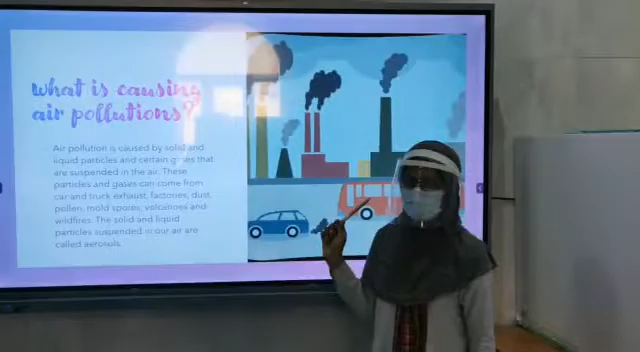 what is causing
air pollutions?
Air pollution is caused by solid and
liquid particles and certain gases that
are suspended in the air. These
particles and gases can come from
car and truck exhaust, factories, dust,
pollen, mold spores, volcanoes and
wildfires. The solid and liquid
particles suspended in our air are
called aerosols.